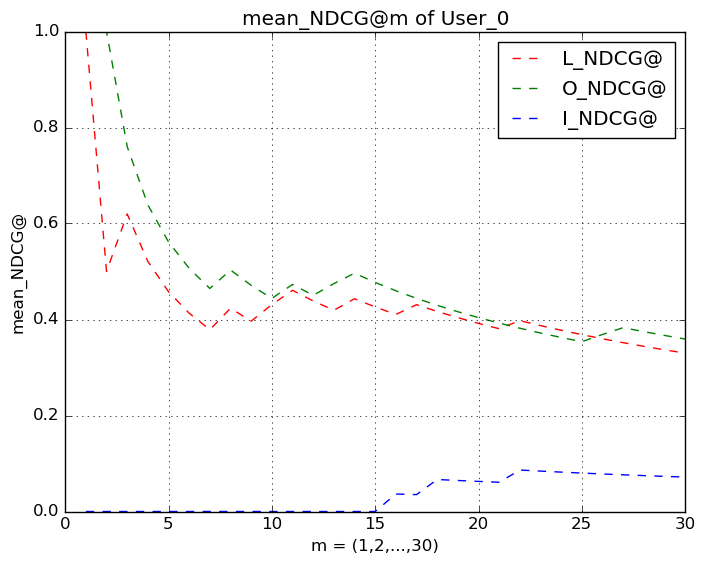 mean_NDCG@m of User_0
L_NDCG@
O_NDCG@
I_NDCG@
mean_NDCG@
1.0
0.8
0.6
0.4
0.2
0.0
0 5 10 15 20 25 30
m = (1,2,...,30)